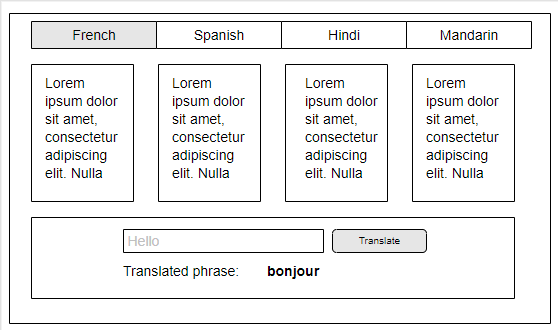 French
Spanish
Hindi
Mandarin
Lorem
ipsum dolor
sit amet,
consectetur
adipiscing
elit. Nulla
Lorem
ipsum dolor
sit amet,
consectetur
adipiscing
elit. Nulla
Lorem
ipsum dolor
sit amet,
consectetur
adipiscing
elit. Nulla
Lorem
ipsum dolor
sit amet,
consectetur
adipiscing
elit. Nulla
Hello
Translate
Translated phrase: bonjour